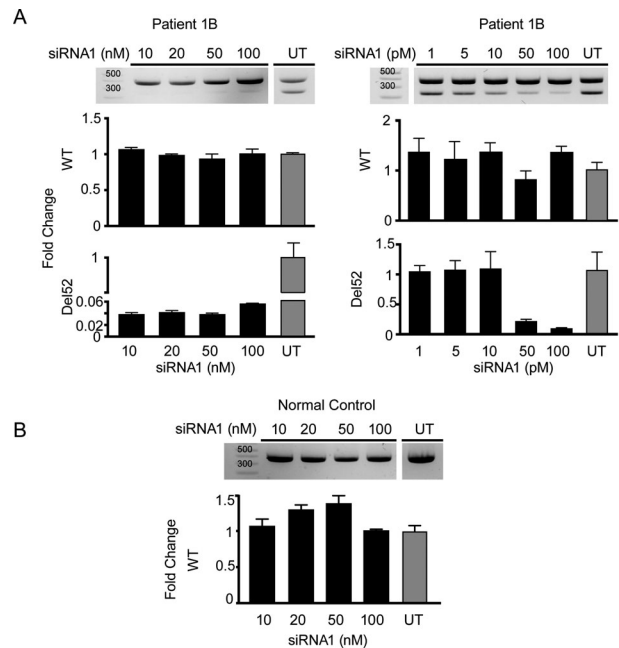 A
Patient 1B
siRNA1 (nM) 10 20 50 100 UT
500
300
1.5
1
0.5
0
WT
Fold Change
1
0.06
0.02
0
Del52
10 20 50 100 UT
siRNA1 (nM)
Patient 1B
siRNA1 (pM) 1 5 10 50 100 UT
500
300
2
1
0
WT
1.5
1
0.5
0
Del52
1 5 10 50 100 UT
siRNA1 (pM)
B
Normal Control
siRNA1 (nM) 10 20 50 100 UT
500
300
1.5
1
0.5
0
Fold Change
WT
10 20 50 100 UT
siRNA1 (nM)